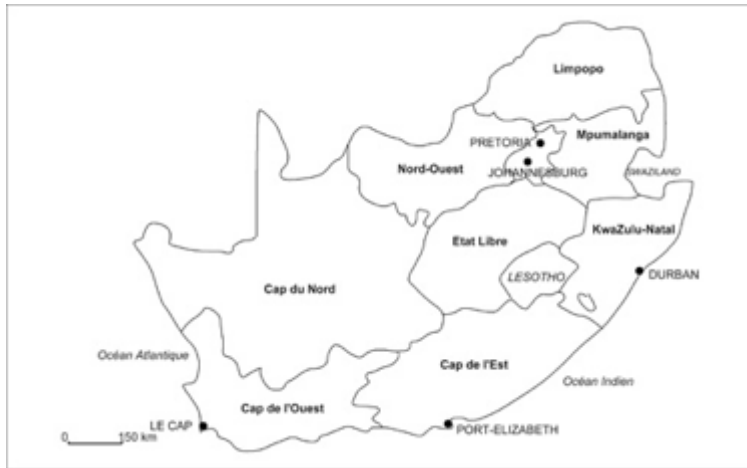 Limpopo
Mpumalanga
PRETORIA
Nord-Ouest
JOHANNESBURG
SWAZILAND
Etat Libre
KwaZulu-Natal
LESOTHO
DURBAN
Cap du Nord
Océan Atlantique
Cap de l'Est
Océan Indien
Cap de l'Ouest
LE CAP
PORT-ELIZABETH
0 150 km